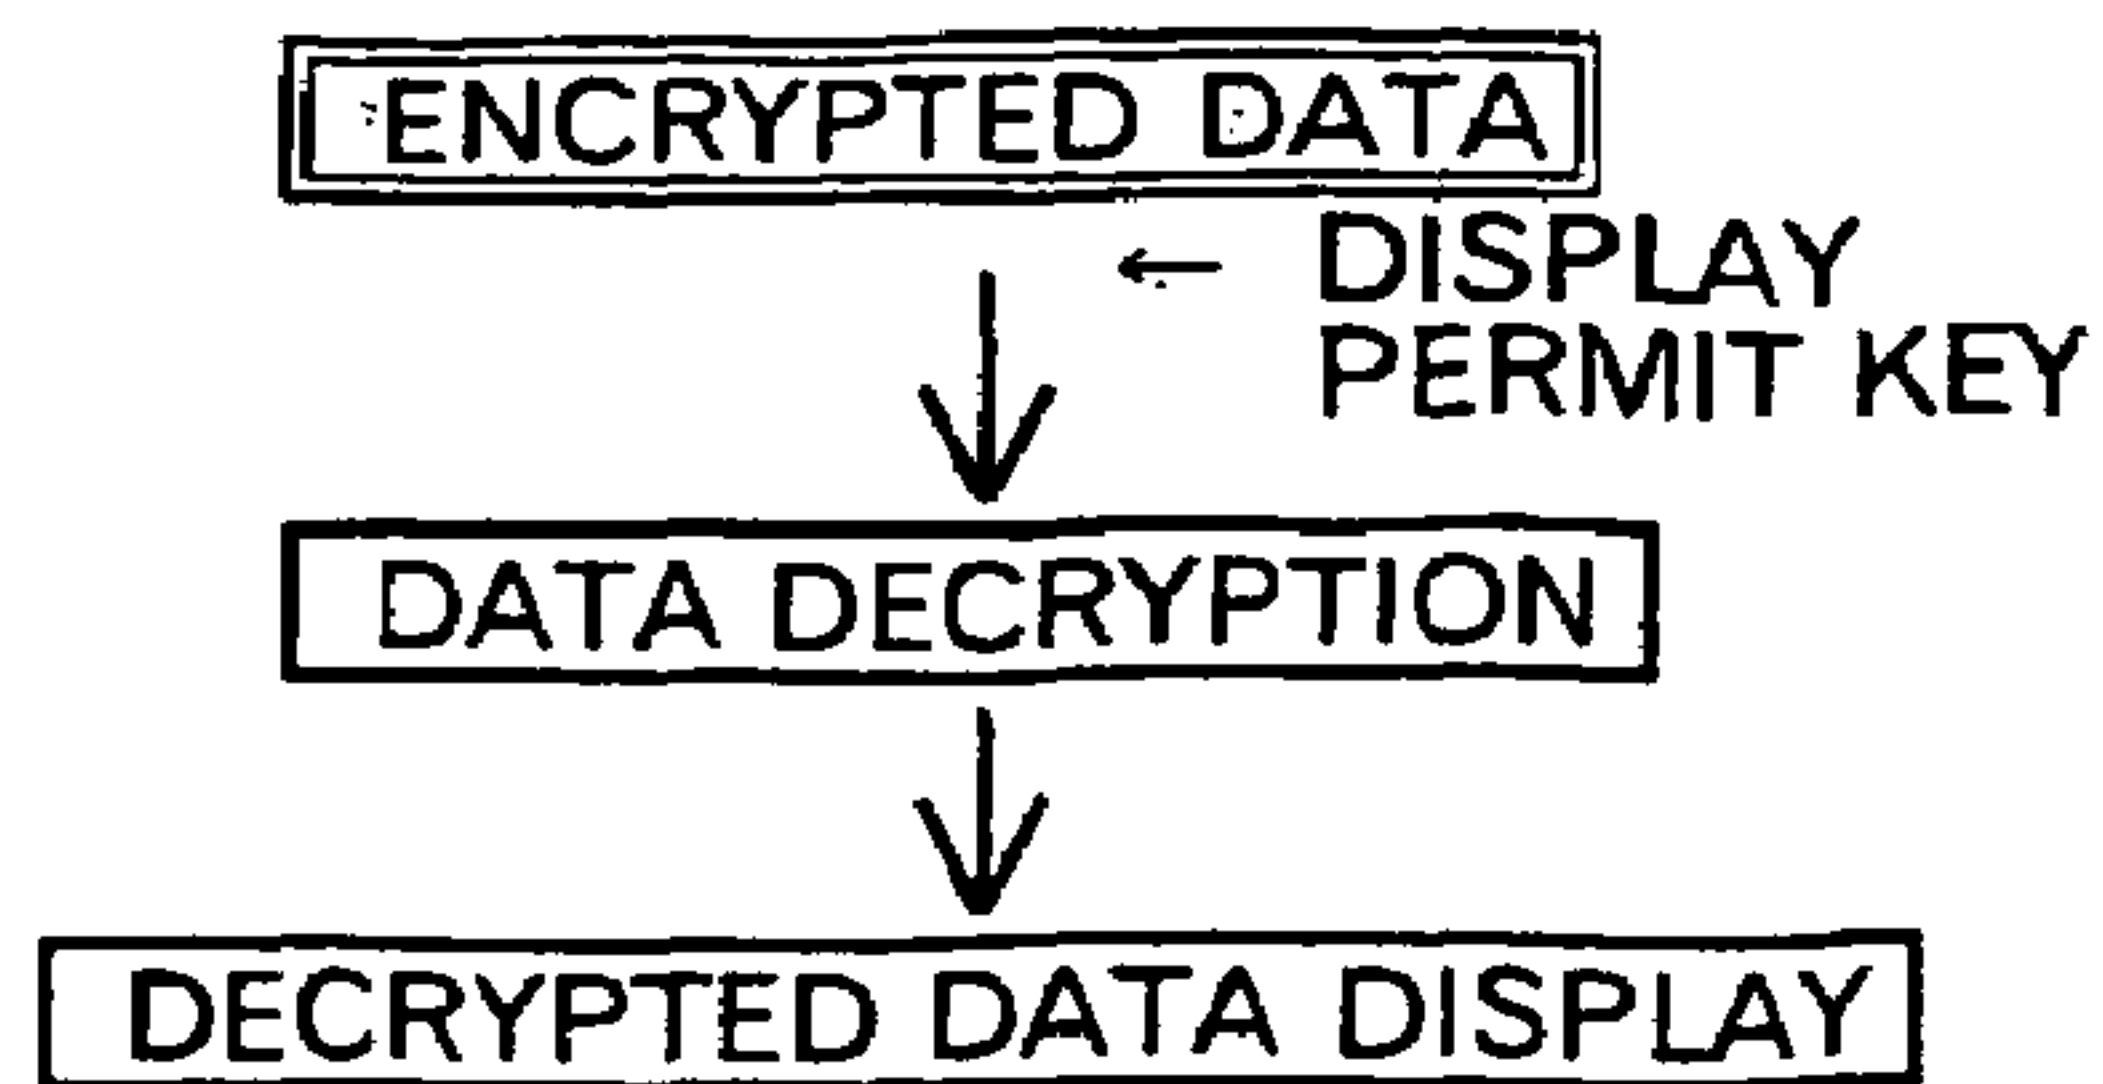 ENCRYPTED DATA
DISPLAY
PERMIT KEY
DATA DECRYPTION
DECRYPTED DATA DISPLAY